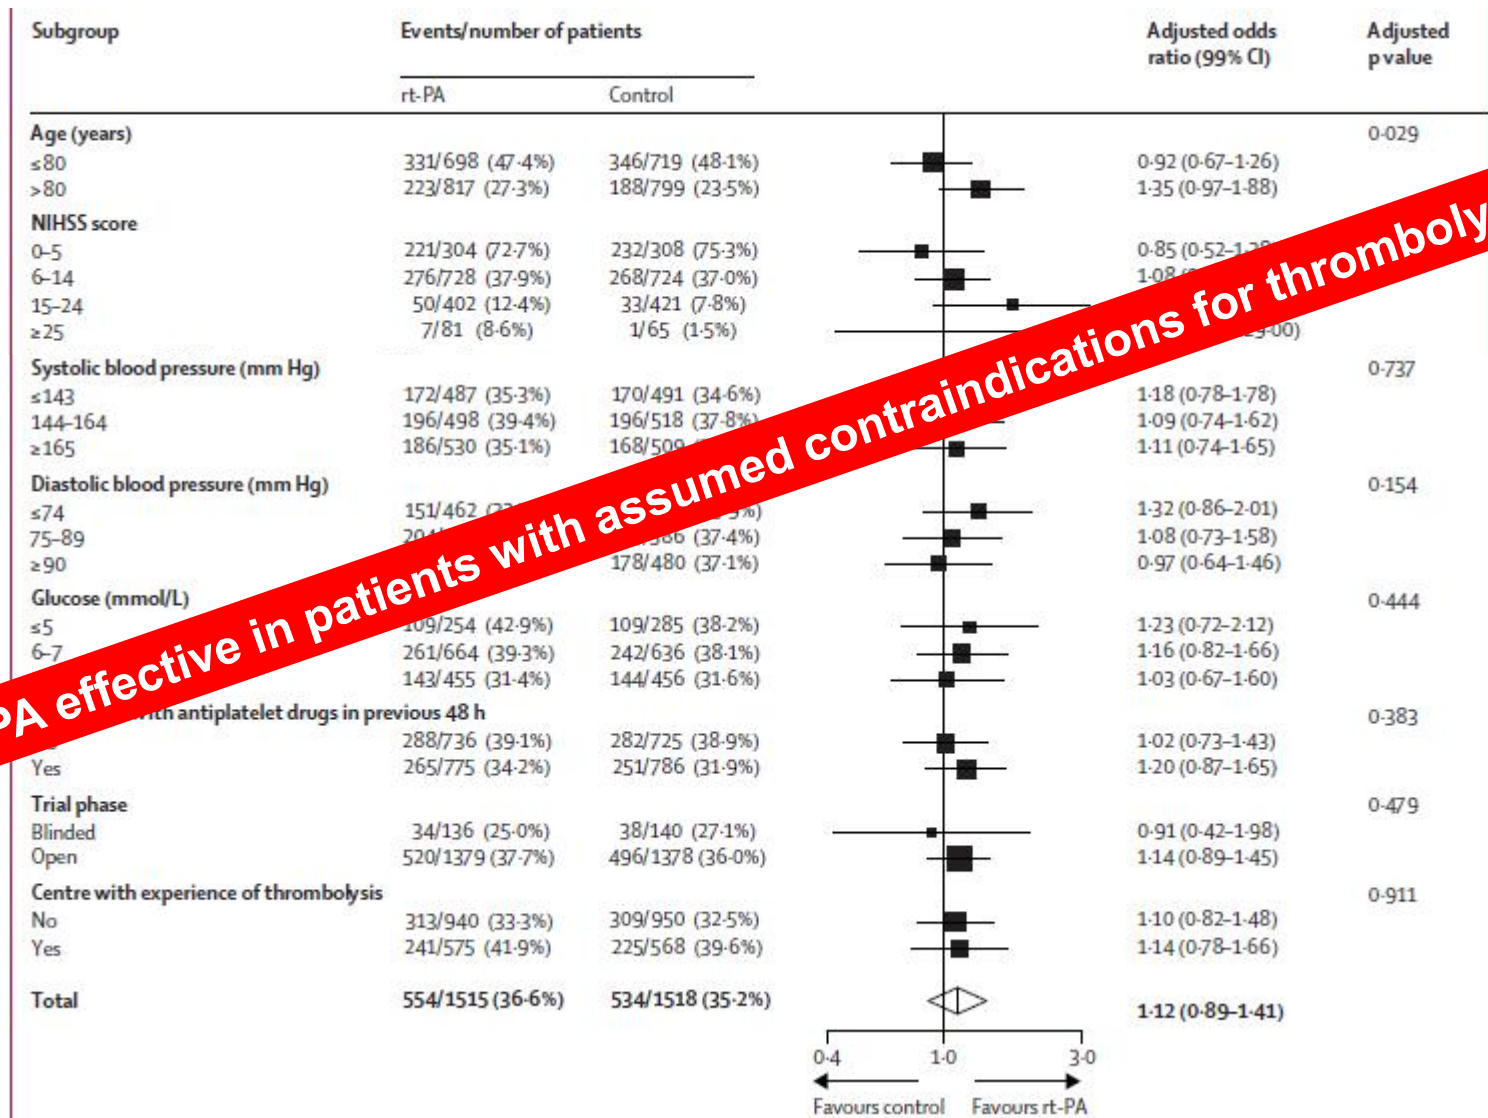 Subgroup Events/number of patients Adjusted odds ratio (99% CI) Adjusted p value
rt-PA Control
Age (years) 0·029
≤80 331/698 (47·4%) 346/719 (48·1%) 0·92 (0·67–1·26)
>80 223/817 (27·3%) 188/799 (23·5%) 1·35 (0·97–1·88)
NIHSS score
0–5 221/304 (72·7%) 232/308 (75·3%) 0·85 (0·52–
6–14 276/728 (37·9%) 268/724 (37·0%) 1·08
15–24 50/402 (12·4%) 33/421 (7·8%)
≥25 7/81 (8·6%) 1/65 (1·5%) ·00)
Systolic blood pressure (mm Hg) 0·737
≤143 172/487 (35·3%) 170/491 (34·6%) 1·18 (0·78–1·78)
144–164 196/498 (39·4%) 196/518 (37·8% 1·09 (0·74–1·62)
≥165 186/530 (35·1%) 168/509 1·11 (0·74–1·65)
Diastolic blood pressure (mm Hg) 0·154
≤74 151/462 %) 1·32 (0·86–2·01)
75–89 (37·4%) 1·08 (0·73–1·58)
≥90 178/480 (37·1%) 0·97 (0·64–1·46)
Glucose (mmol/L) 0·444
≤5 109/254 (42·9%) 109/285 (38·2%) 1·23 (0·72–2·12)
6–7 261/664 (39·3%) 242/636 (38·1%) 1·16 (0·82–1·66)
143/455 (31·4%) 144/456 (31·6%) 1·03 (0·67–1·60)
with antiplatelet drugs in previous 48 h 0·383
288/736 (39·1%) 282/725 (38·9%) 1·02 (0·73–1·43)
Yes 265/775 (34·2%) 251/786 (31·9%) 1·20 (0·87–1·65)
Trial phase 0·479
Blinded 34/136 (25·0%) 38/140 (27·1%) 0·91 (0·42–1·98)
Open 520/1379 (37·7%) 496/1378 (36·0%) 1·14 (0·89–1·45)
Centre with experience of thrombolysis 0·911
No 313/940 (33·3%) 309/950 (32·5%) 1·10 (0·82–1·48)
Yes 241/575 (41·9%) 225/568 (39·6%) 1·14 (0·78–1·66)
Total 554/1515 (36·6%) 534/1518 (35·2%) 1·12 (0·89–1·41)
0·4 1·0 3·0
Favours control Favours rt-PA
PA effective in patients with assumed contraindications for thromboly